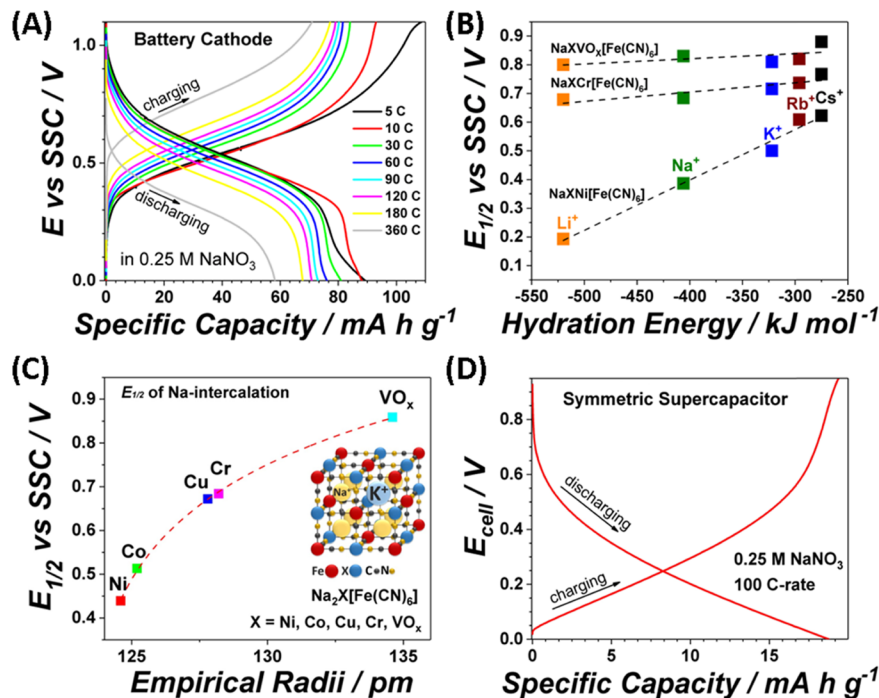 (A)
Battery Cathode
charging
discharging
5 C
10 C
30 C
60 C
90 C
120 C
180 C
360 C
in 0.25 M NaNO3
E vs SSC / V
1.0
0.5
0.0
0 20 40 60 80 100
Specific Capacity / mA h g-1
(B)
NaXVOx[Fe(CN)6]
NaXCr[Fe(CN)6]
NaXNi[Fe(CN)6]
Li+
Na+
K+
Rb+
Cs+
E1/2 vs SSC / V
0.9
0.8
0.7
0.6
0.5
0.4
0.3
0.2
0.1
-550 -500 -450 -400 -350 -300 -250
Hydration Energy / kJ mol-1
(C)
E1/2 of Na-intercalation
VOx
Cu
Cr
Co
Ni
Na+
K+
Fe X C N
Na2X[Fe(CN)6]
X = Ni, Co, Cu, Cr, VOx
E1/2 vs SSC / V
0.9
0.8
0.7
0.6
0.5
0.4
125 130 135
Empirical Radii / pm
(D)
Symmetric Supercapacitor
discharging
charging
0.25 M NaNO3
100 C-rate
Ecell / V
0.8
0.6
0.4
0.2
0.0
0 5 10 15
Specific Capacity / mA h g-1